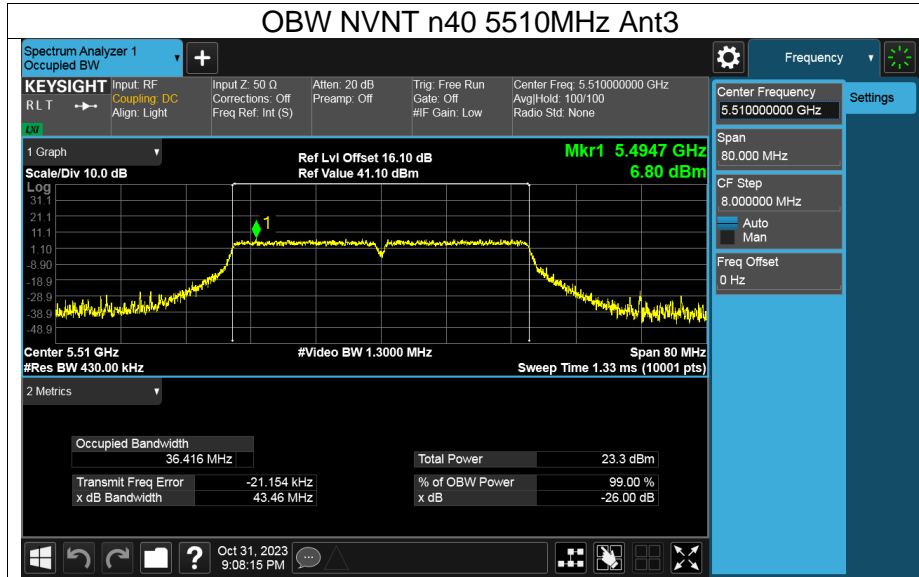 OBW NVNT n40 5510MHz Ant3
Spectrum Analyzer 1
Occupied BW
+
Frequency
KEYSIGHT Input: RF Input Z: 50 Ω Atten: 20 dB Trig: Free Run Center Freq: 5.510000000 GHz
RLT Coupling: DC Corrections: Off Preamp: Off Gate: Off Avg|Hold: 100/100
Align: Light Freq Ref: Int (S) #IF Gain: Low Radio Std: None
LXI
Center Frequency
5.510000000 GHz
Settings
Span
80.000 MHz
CF Step
8.000000 MHz
Auto
Man
Freq Offset
0 Hz
1 Graph Ref Lvl Offset 16.10 dB Mkr1 5.4947 GHz
Scale/Div 10.0 dB Ref Value 41.10 dBm 6.80 dBm
Log
31.1
21.1
11.1
1.10
-8.90
-18.9
-28.9
-38.9
-48.9
1
Center 5.51 GHz #Video BW 1.3000 MHz Span 80 MHz
#Res BW 430.00 kHz Sweep Time 1.33 ms (10001 pts)
2 Metrics
Occupied Bandwidth
36.416 MHz Total Power 23.3 dBm
Transmit Freq Error -21.154 kHz % of OBW Power 99.00 %
x dB Bandwidth 43.46 MHz x dB -26.00 dB
? Oct 31, 2023
9:08:15 PM